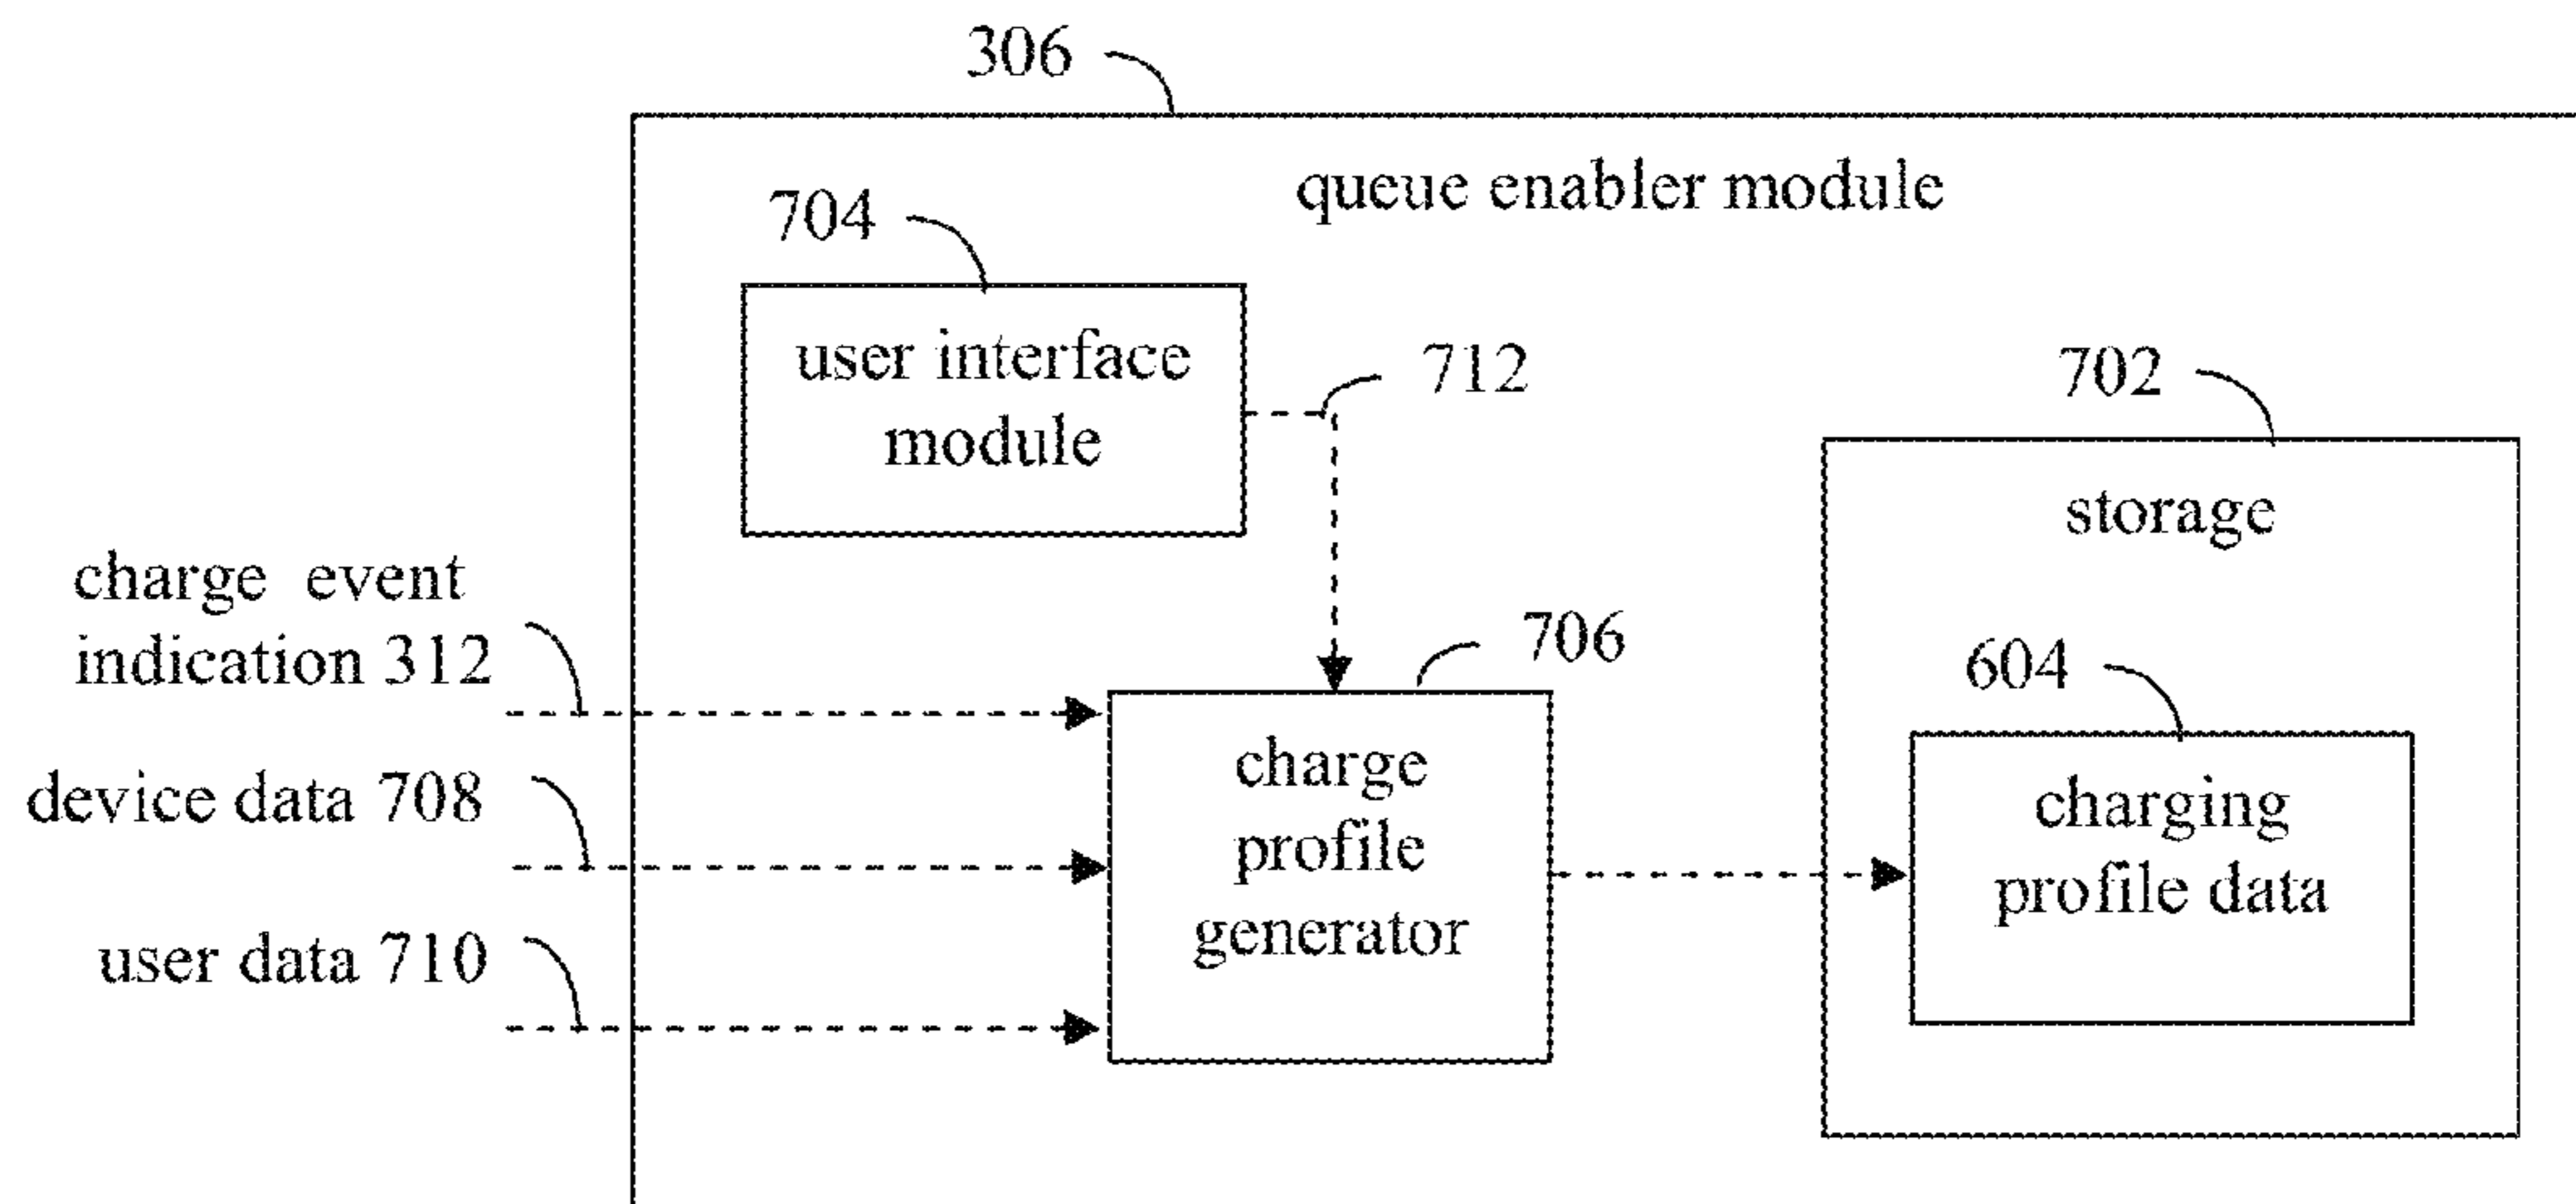 306
queue enabler module
704
user interface
module
712
702
storage
charge event
indication 312
706
604
device data 708
charge
profile
generator
charging
profile data
user data 710